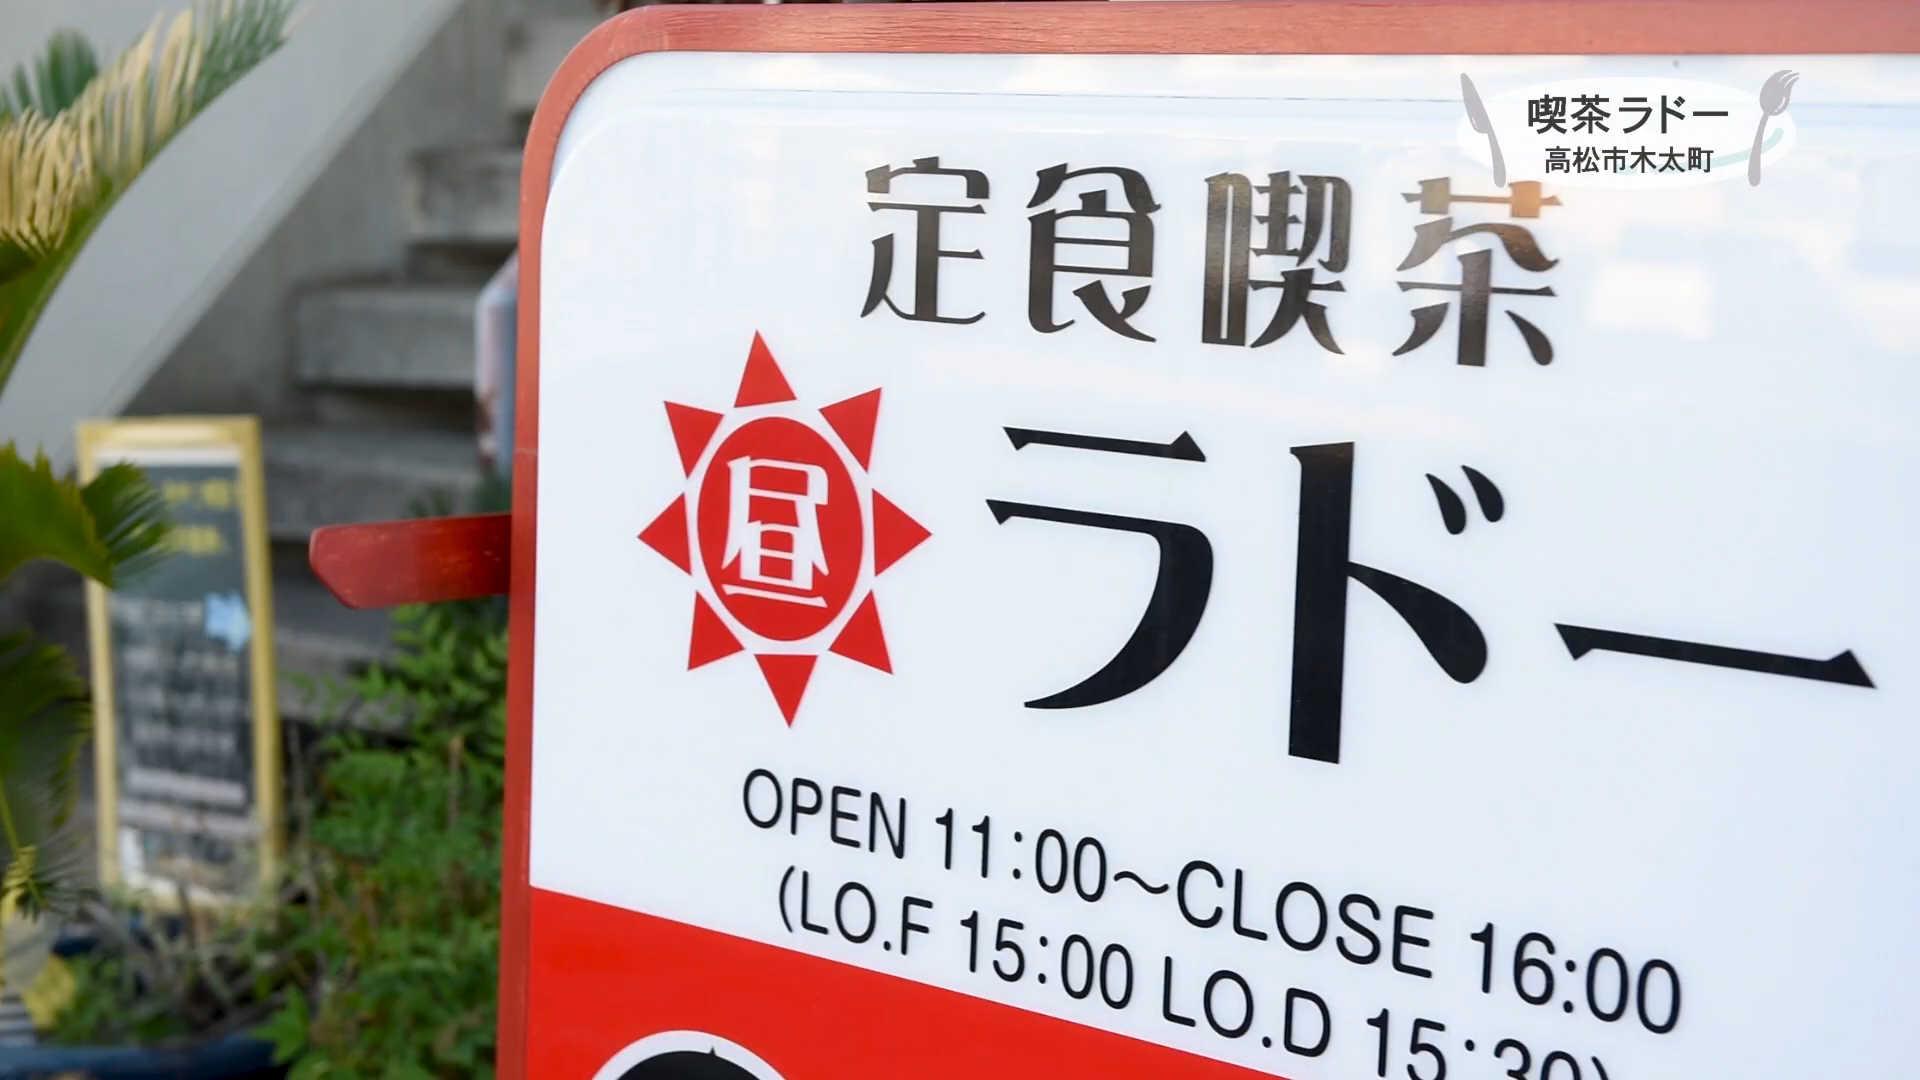 喫茶 ラドー
高松市木太町
定食喫茶
昼
ラドー
OPEN 11:00〜CLOSE 16:00
(LO.F 15:00 LO.D 15:30)